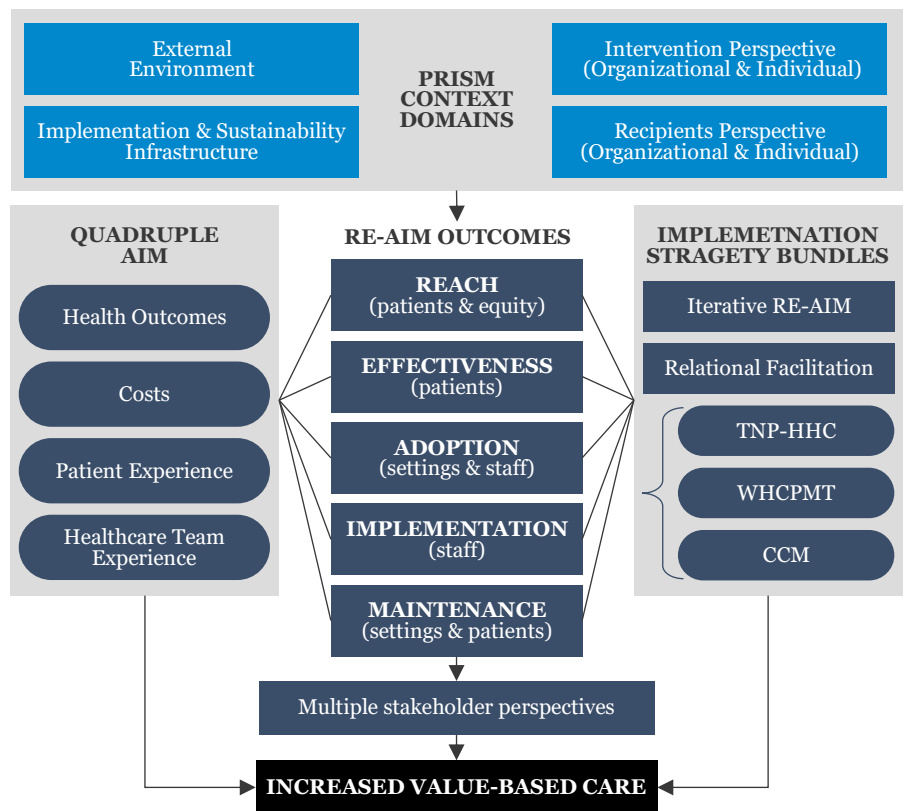 External
Environment
Implementation & Sustainability
Infrastructure
PRISM
CONTEXT
DOMAINS
Intervention Perspective
(Organizational & Individual)
Recipients Perspective
(Organizational & Individual)
QUADRUPLE
AIM
Health Outcomes
Costs
Patient Experience
Healthcare Team
Experience
RE-AIM OUTCOMES
REACH
(patients & equity)
EFFECTIVENESS
(patients)
ADOPTION
(settings & staff)
IMPLEMENTATION
(staff)
MAINTENANCE
(settings & patients)
IMPLEMETNATION
STRAGETY BUNDLES
Iterative RE-AIM
Relational Facilitation
TNP-HHC
WHCPMT
CCM
Multiple stakeholder perspectives
INCREASED VALUE-BASED CARE